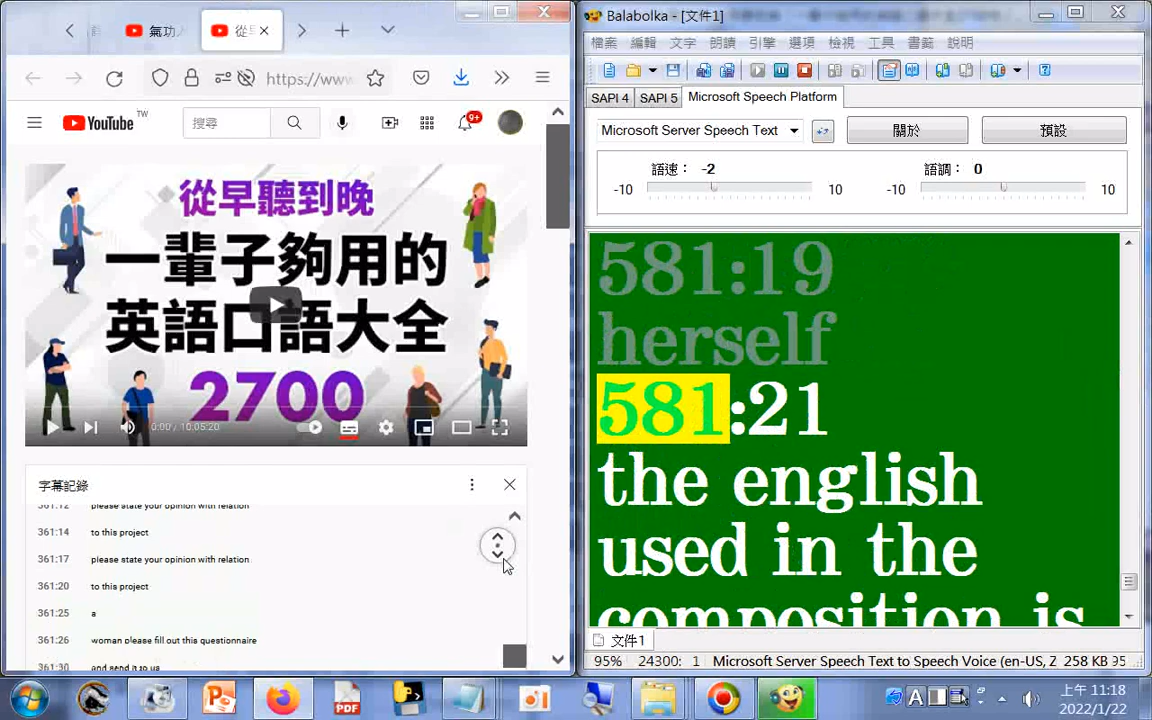 氣功
從
https://www
YouTube TW
搜尋
9+
從早聽到晚
一輩子夠用的
英語口語大全
2700
0:00 / 10:05:20
字幕記錄
361:12 please state your opinion with relation
361:14 to this project
361:17 please state your opinion with relation
361:20 to this project
361:25 a
361:26 woman please fill out this questionnaire
361:30 and send it to us
Balabolka - [文件1]
檔案 編輯 文字 朗讀 引擎 選項 檢視 工具 書籤 說明
SAPI 4 SAPI 5 Microsoft Speech Platform
Microsoft Server Speech Text 關於 預設
語速： -2 語調： 0
-10 10 -10 10
581:19
herself
581:21
the english
used in the
composition is
文件1
95% 24300: 1 Microsoft Server Speech Text to Speech Voice (en-US, Z 258 KB 95
PDF
A
上午 11:18
2022/1/22